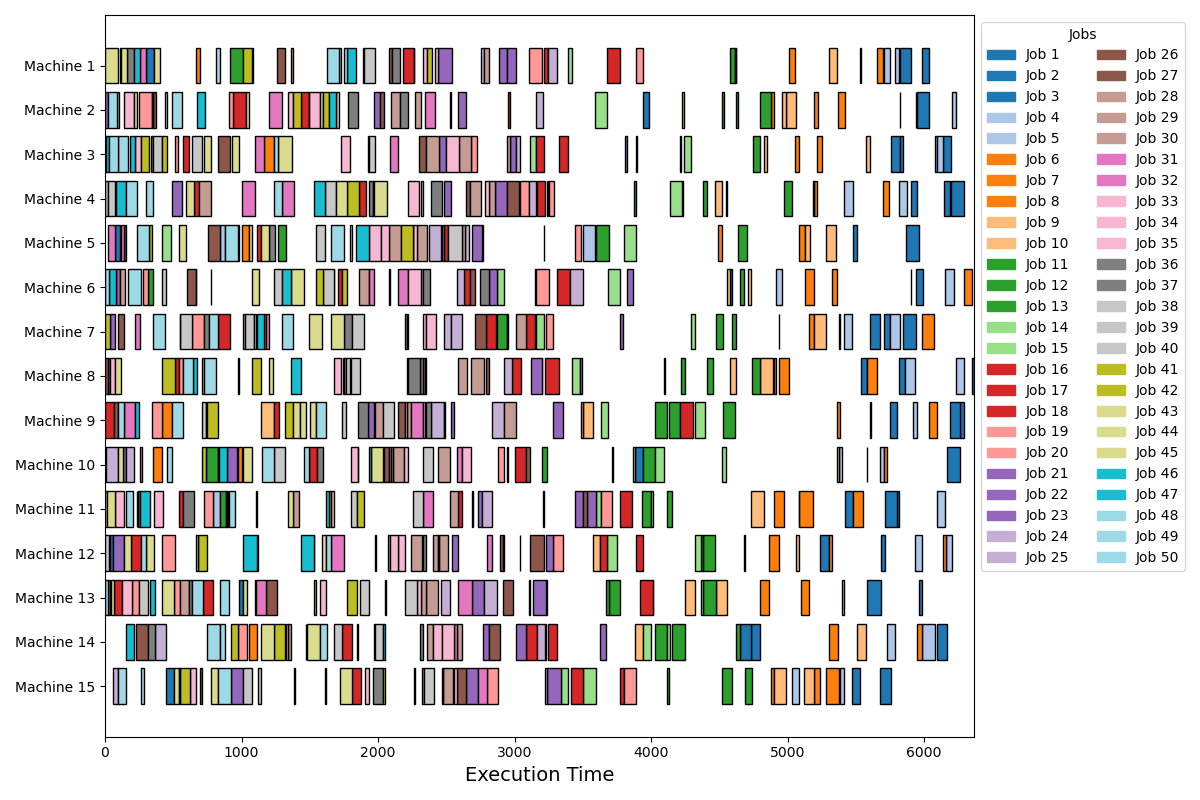 Machine 1
Machine 2
Machine 3
Machine 4
Machine 5
Machine 6
Machine 7
Machine 8
Machine 9
Machine 10
Machine 11
Machine 12
Machine 13
Machine 14
Machine 15
0 1000 2000 3000 4000 5000 6000
Execution Time
Jobs
Job 1
Job 2
Job 3
Job 4
Job 5
Job 6
Job 7
Job 8
Job 9
Job 10
Job 11
Job 12
Job 13
Job 14
Job 15
Job 16
Job 17
Job 18
Job 19
Job 20
Job 21
Job 22
Job 23
Job 24
Job 25
Job 26
Job 27
Job 28
Job 29
Job 30
Job 31
Job 32
Job 33
Job 34
Job 35
Job 36
Job 37
Job 38
Job 39
Job 40
Job 41
Job 42
Job 43
Job 44
Job 45
Job 46
Job 47
Job 48
Job 49
Job 50